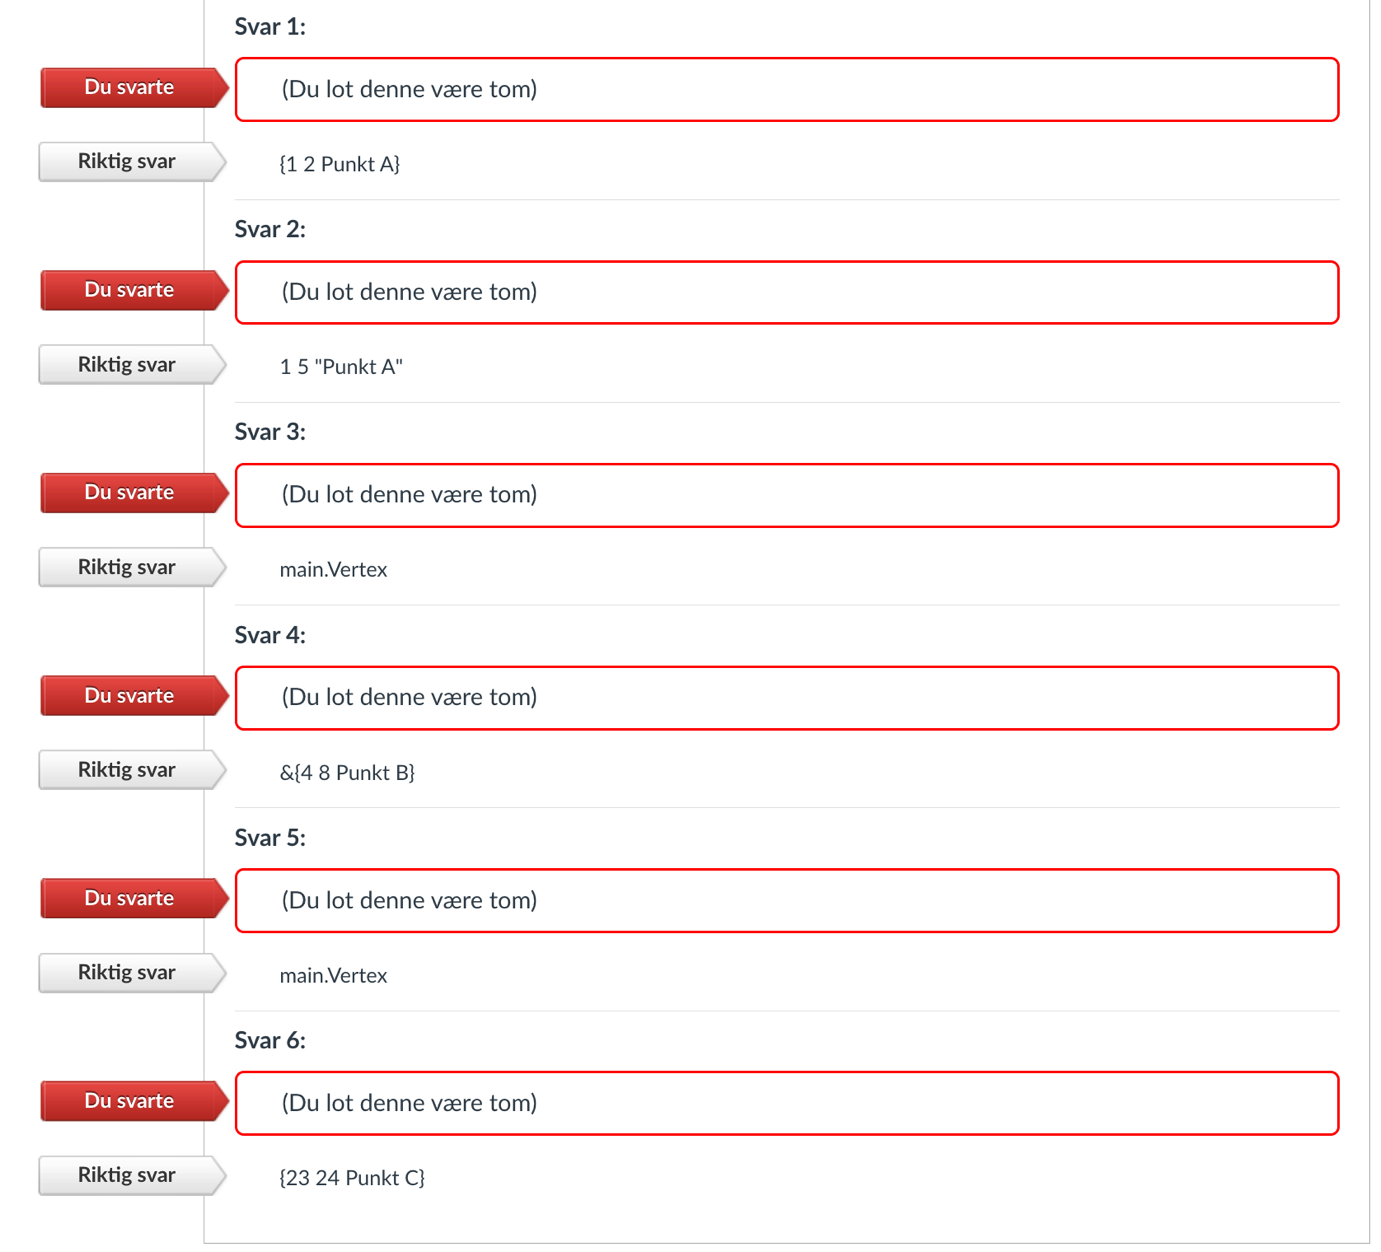 Svar 1:
Du svarte
(Du lot denne være tom)
Riktig svar
{1 2 Punkt A}
Svar 2:
Du svarte
(Du lot denne være tom)
Riktig svar
1 5 "Punkt A"
Svar 3:
Du svarte
(Du lot denne være tom)
Riktig svar
main.Vertex
Svar 4:
Du svarte
(Du lot denne være tom)
Riktig svar
&{4 8 Punkt B}
Svar 5:
Du svarte
(Du lot denne være tom)
Riktig svar
main.Vertex
Svar 6:
Du svarte
(Du lot denne være tom)
Riktig svar
{23 24 Punkt C}